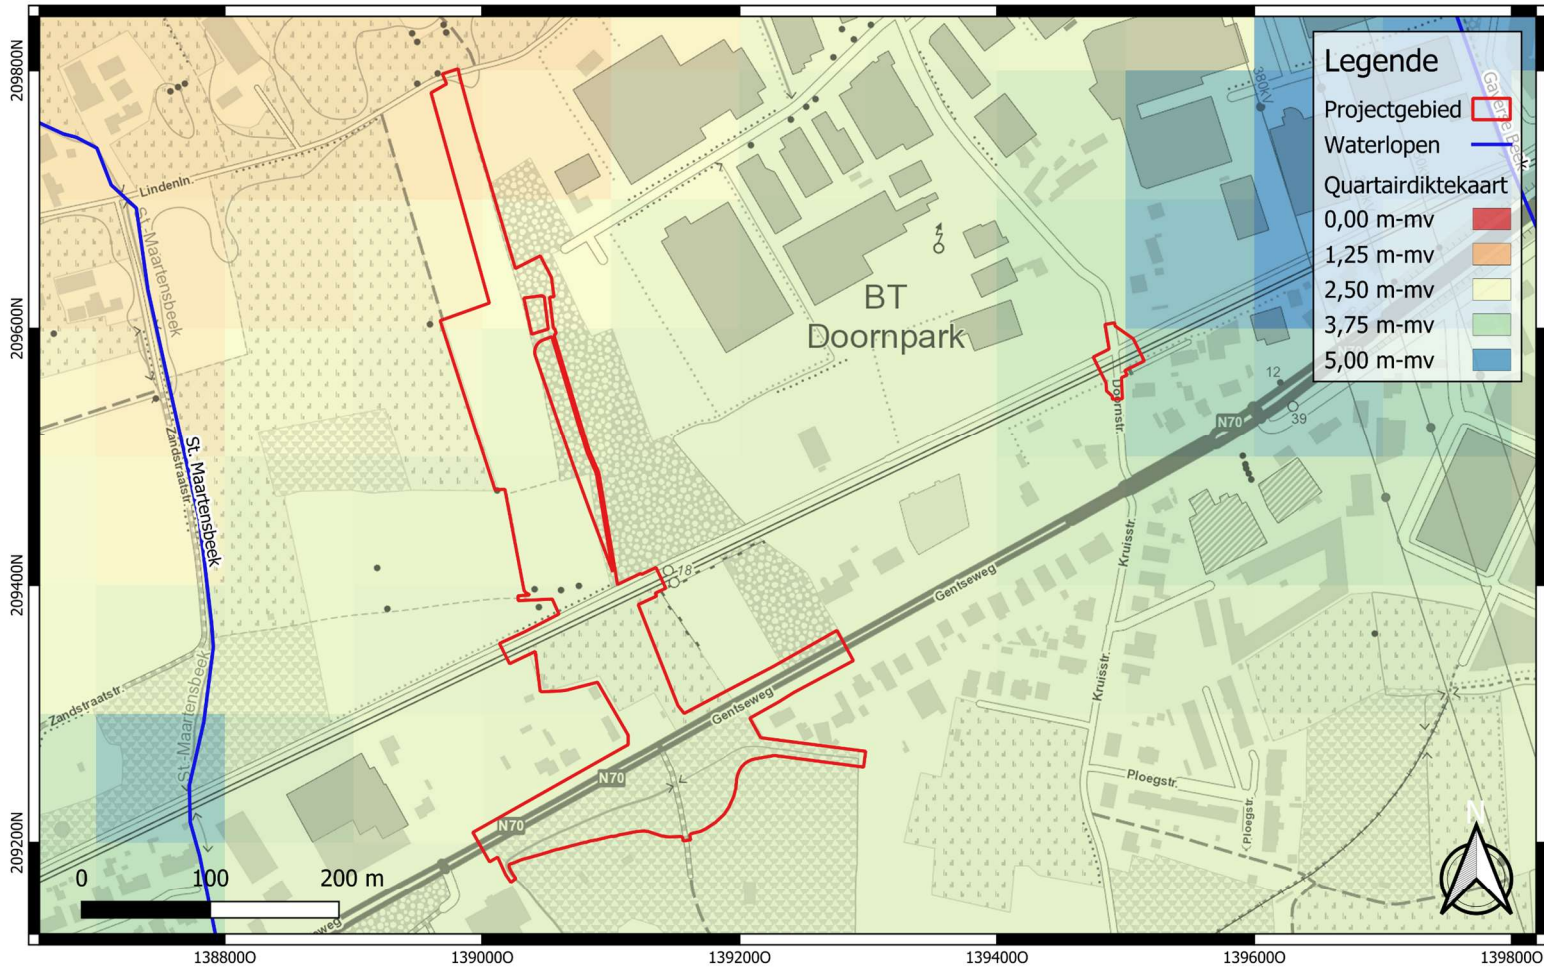 209800N
209600N
209400N
209200N
Legende
Projectgebied
Waterlopen
Quartairdiktekaart
0,00 m-mv
1,25 m-mv
2,50 m-mv
3,75 m-mv
5,00 m-mv
380kV
Lindenln.
St.-Maartensbeek
Zandstraatstr.
St. Maartensbeek
BT
Doornpark
Doornstr.
12
39
N70
18
Kruisstr.
Gentseweg
Kruisstr.
Gentseweg
Zandstraatstr.
St.-Maartensbeek
N70
N70
Ploegstr.
Ploegstr.
N
0 100 200 m
138800O
139000O
139200O
139400O
139600O
139800O